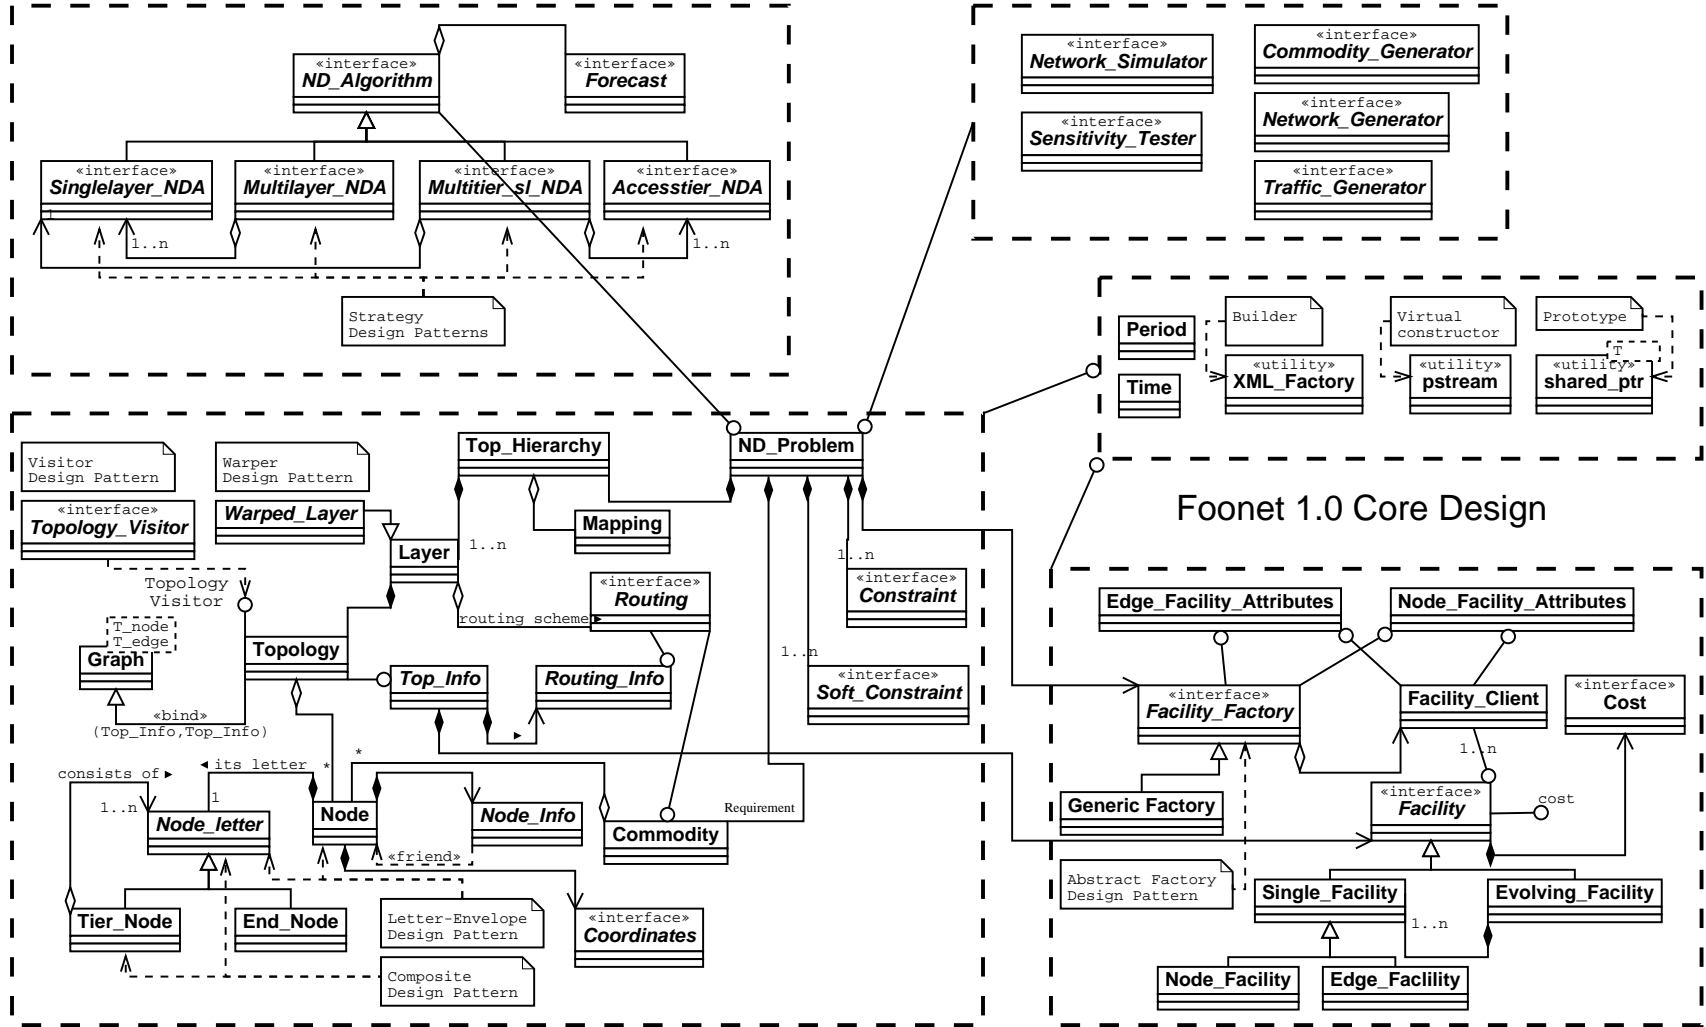 «interface»
ND_Algorithm
«interface»
Forecast
«interface»
Singlelayer_NDA
«interface»
Multilayer_NDA
«interface»
Multitier_sl_NDA
«interface»
Accesstier_NDA
1
1..n
1..n
Strategy
Design Patterns
«interface»
Network_Simulator
«interface»
Commodity_Generator
«interface»
Sensitivity_Tester
«interface»
Network_Generator
«interface»
Traffic_Generator
Period
Time
Builder
«utility»
XML_Factory
Virtual
constructor
«utility»
pstream
Prototype
T
«utility»
shared_ptr
Foonet 1.0 Core Design
Visitor
Design Pattern
Warper
Design Pattern
«interface»
Topology_Visitor
Warped_Layer
Top_Hierarchy
ND_Problem
Mapping
Layer
1..n
1..n
Topology
Visitor
«interface»
Routing
routing scheme
«interface»
Constraint
T_node
T_edge
Graph
Topology
Top_Info
Routing_Info
1..n
«interface»
Soft_Constraint
«bind»
(Top_Info,Top_Info)
*
*
consists of
its letter
1..n
1
Node_letter
Node
Node_Info
«friend»
Requirement
Commodity
Tier_Node
End_Node
Letter-Envelope
Design Pattern
«interface»
Coordinates
Composite
Design Pattern
Edge_Facility_Attributes
Node_Facility_Attributes
«interface»
Facility_Factory
Facility_Client
«interface»
Cost
1..n
Generic Factory
«interface»
Facility
cost
Abstract Factory
Design Pattern
Single_Facility
Evolving_Facility
1..n
Node_Faclility
Edge_Faclility